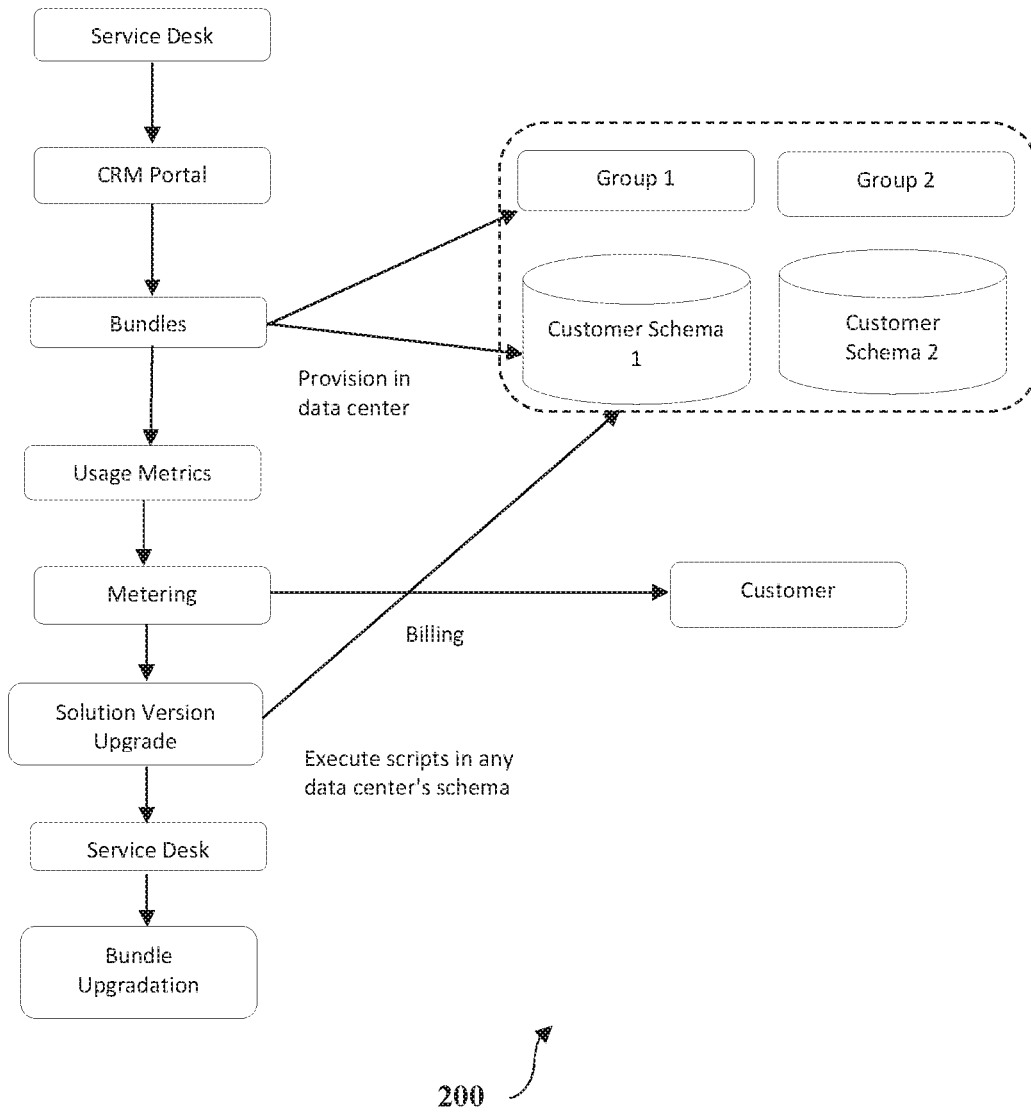 Service Desk
CRM Portal
Group 1
Group 2
Bundles
Customer Schema
1
Customer
Schema 2
Provision in
data center
Usage Metrics
Metering
Customer
Billing
Solution Version
Upgrade
Execute scripts in any
data center's schema
Service Desk
Bundle
Upgradation
200